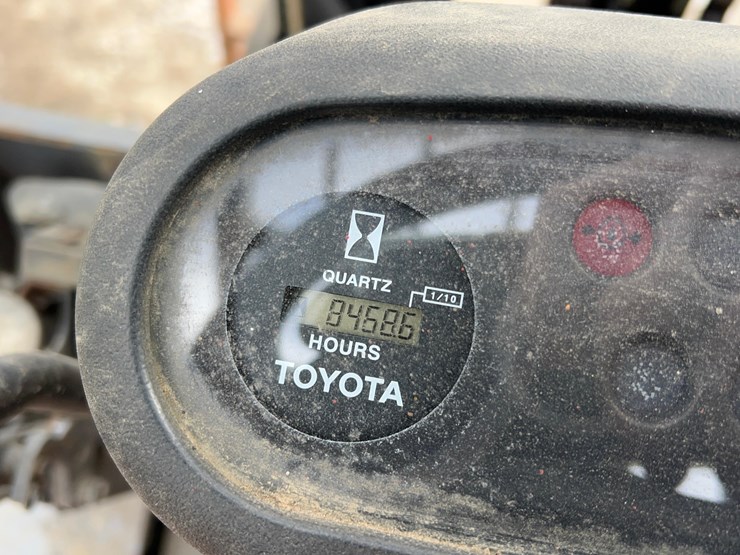 QUARTZ
1/10
84686
HOURS
TOYOTA